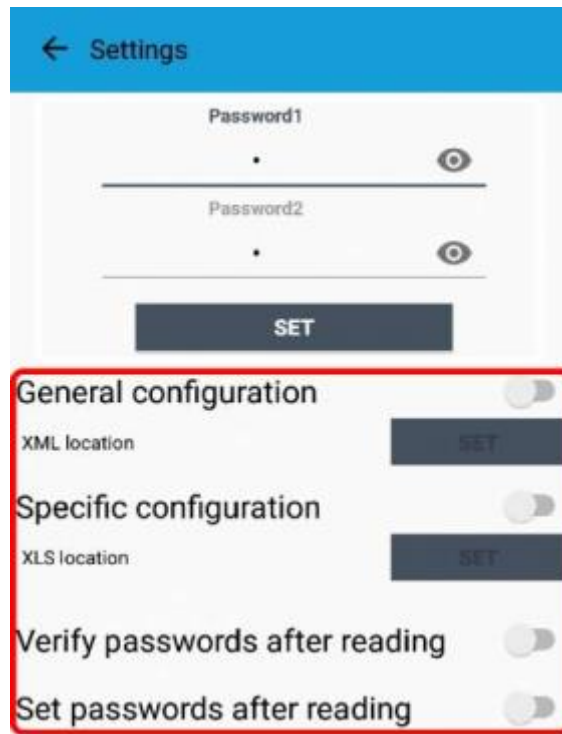 Settings
Password1
Password2
SET
General configuration
XML location
SET
Specific configuration
XLS location
SET
Verify passwords after reading
Set passwords after reading